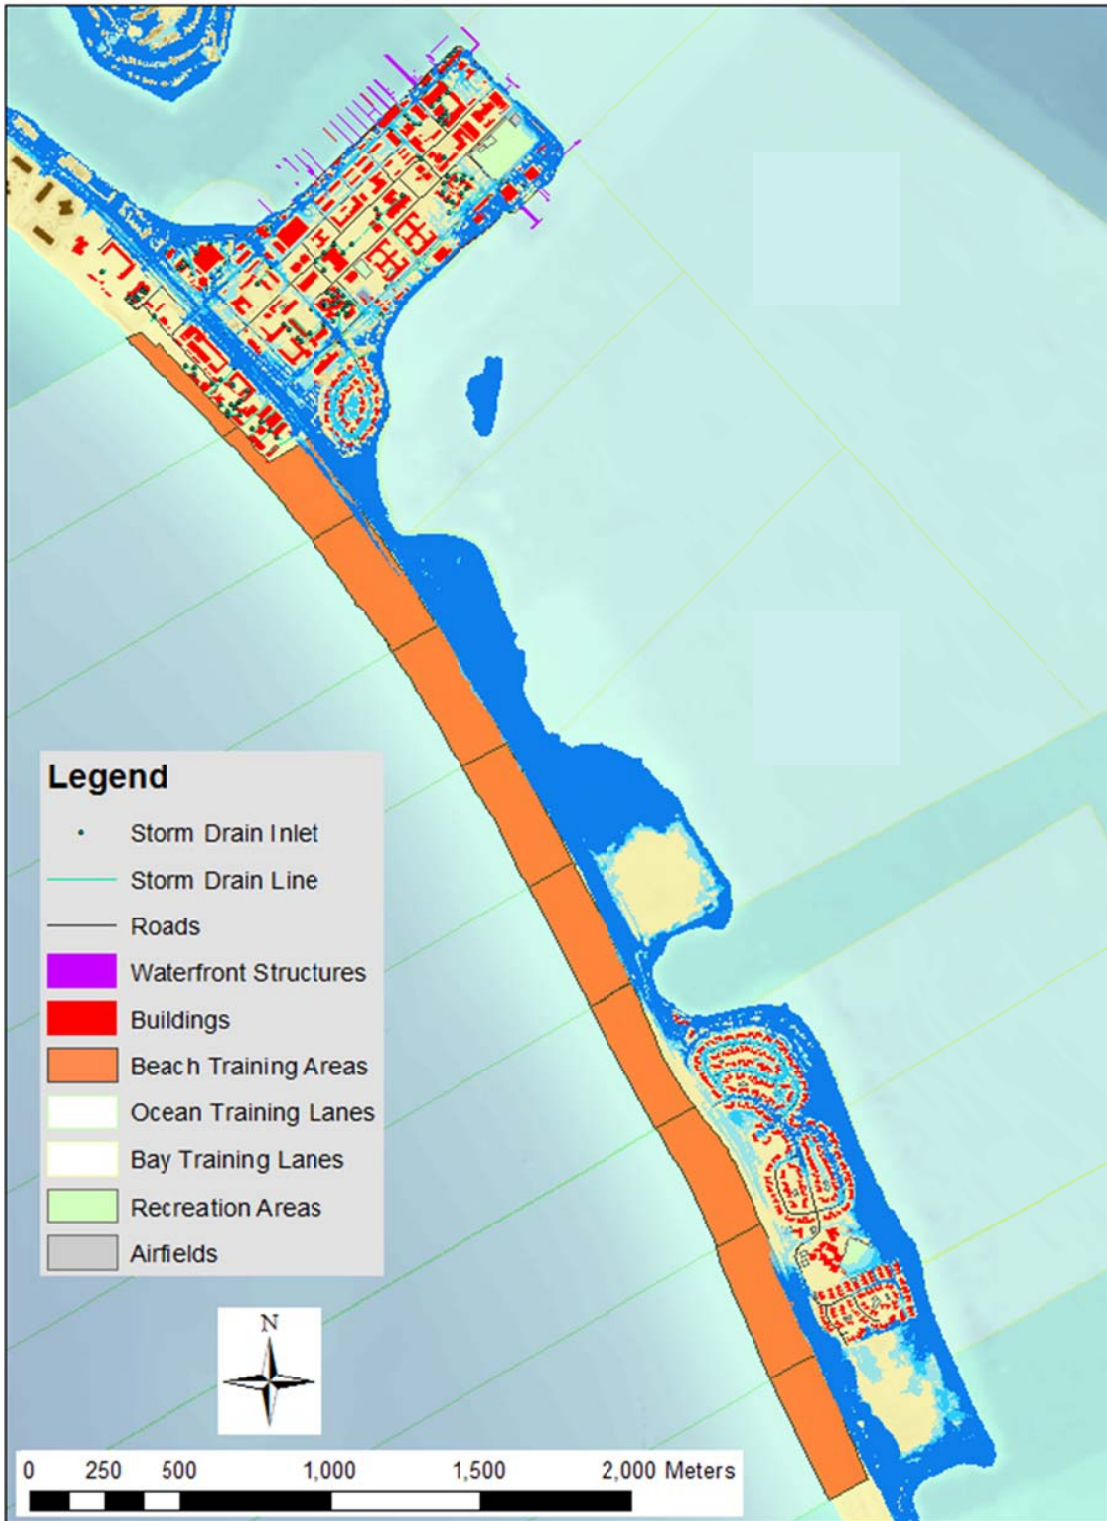 Legend
Storm Drain Inlet
Storm Drain Line
Roads
Waterfront Structures
Buildings
Beach Training Areas
Ocean Training Lanes
Bay Training Lanes
Recreation Areas
Airfields
N
0 250 500 1,000 1,500 2,000 Meters